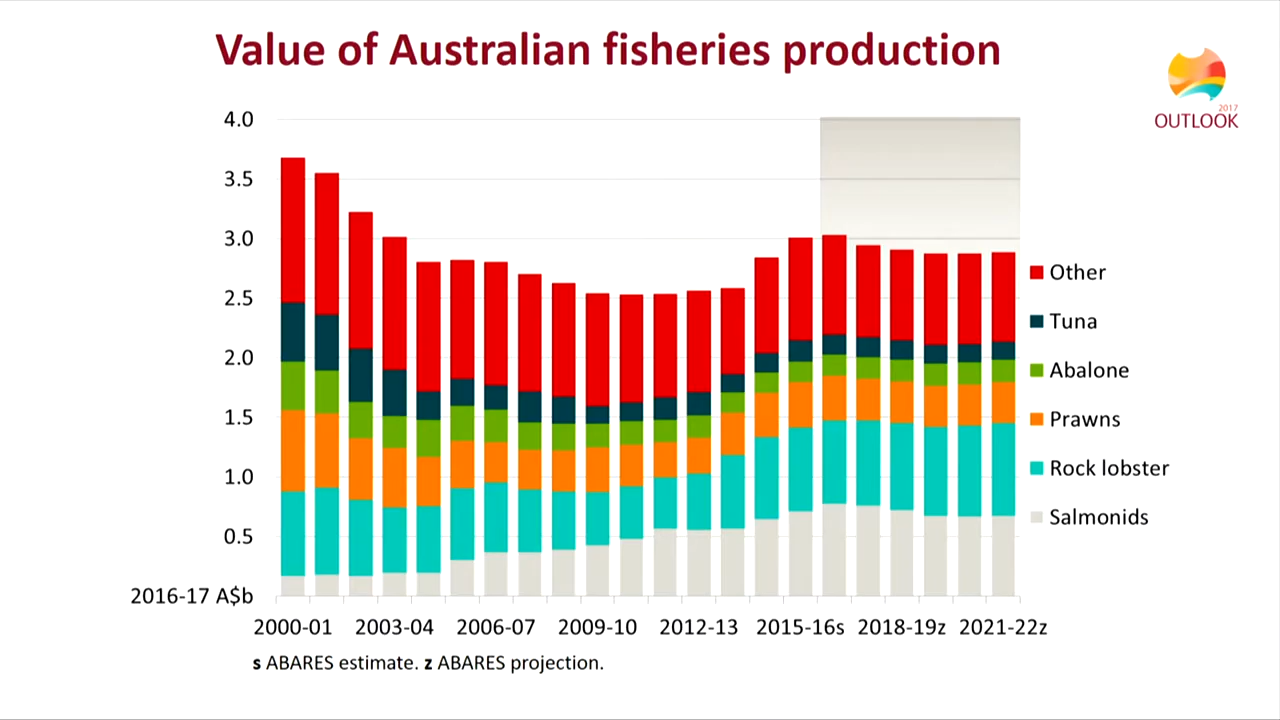 Value of Australian fisheries production
2017
OUTLOOK
4.0
3.5
3.0
2.5
2.0
1.5
1.0
0.5
2016-17 A$b
Other
Tuna
Abalone
Prawns
Rock lobster
Salmonids
2000-01 2003-04 2006-07 2009-10 2012-13 2015-16s 2018-19z 2021-22z
s ABARES estimate. z ABARES projection.